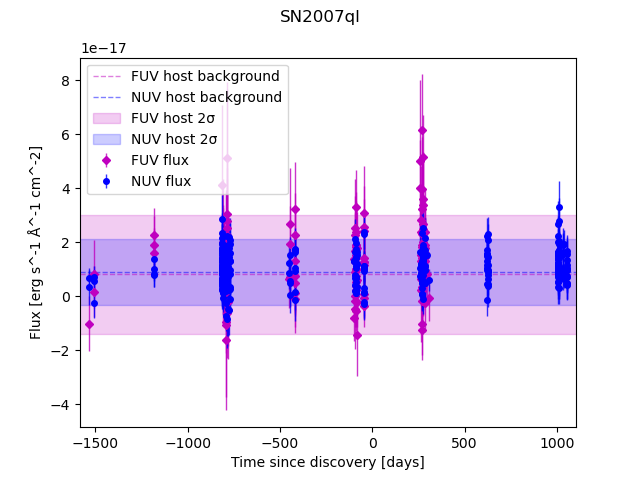 SN2007ql
1e−17
FUV host background
NUV host background
FUV host 2σ
NUV host 2σ
FUV flux
NUV flux
8
6
4
2
0
−2
−4
Flux [erg s^-1 Å^-1 cm^-2]
−1500 −1000 −500 0 500 1000
Time since discovery [days]